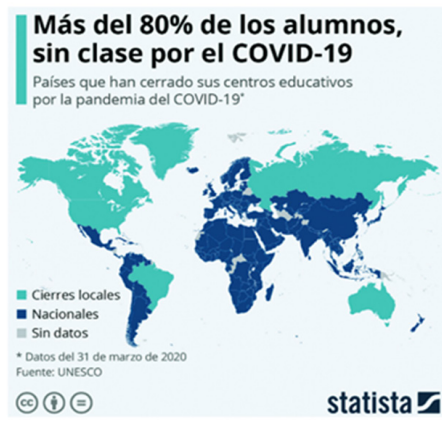 Más del 80% de los alumnos,
sin clase por el COVID-19
Países que han cerrado sus centros educativos
por la pandemia del COVID-19*
Cierres locales
Nacionales
Sin datos
* Datos del 31 de marzo de 2020
Fuente: UNESCO
cc
statista